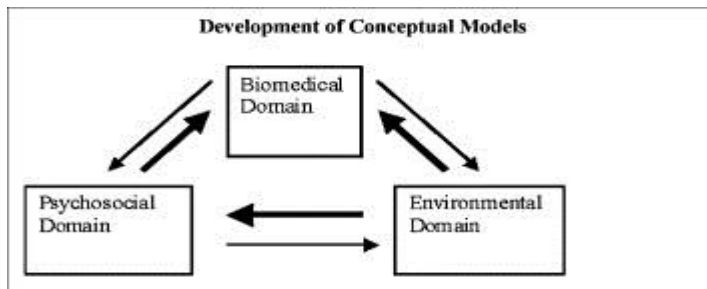 Development of Conceptual Models
Biomedical
Domain
Psychosocial
Domain
Environmental
Domain